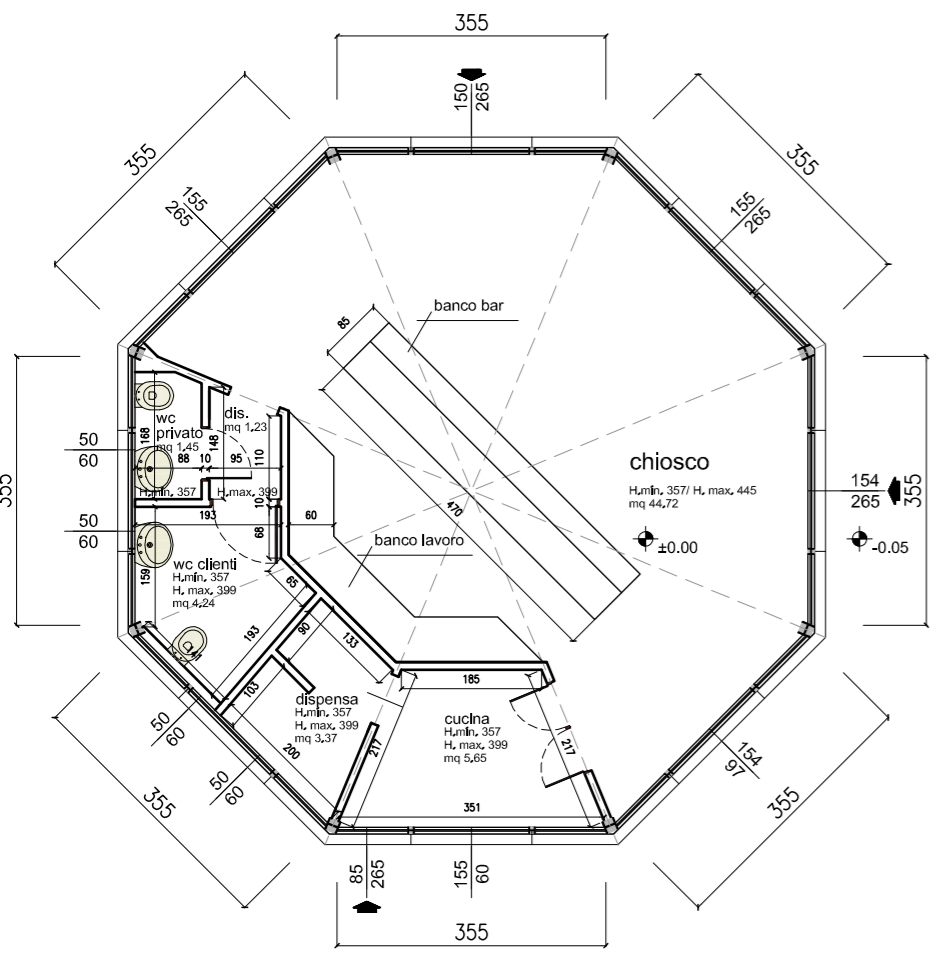 355
150
265
355
355
155
265
155
265
banco bar
85
355
wc
privato
mq 1,45
dis.
mq 1,23
168
148
110
88
10
95
50
60
H,min, 357
H,max, 399
10
193
68
60
470
chiosco
H,min, 357/ H, max, 445
mq 44,72
154
265
355
50
60
±0.00
-0.05
banco lavoro
wc clienti
H,min, 357
H, max, 399
mq 4,24
159
65
193
90
133
103
185
dispensa
H,min, 357
H, max, 399
mq 3,37
cucina
H,min, 357
H, max, 399
mq 5,65
217
217
200
351
50
60
50
60
154
97
355
355
85
265
155
60
355